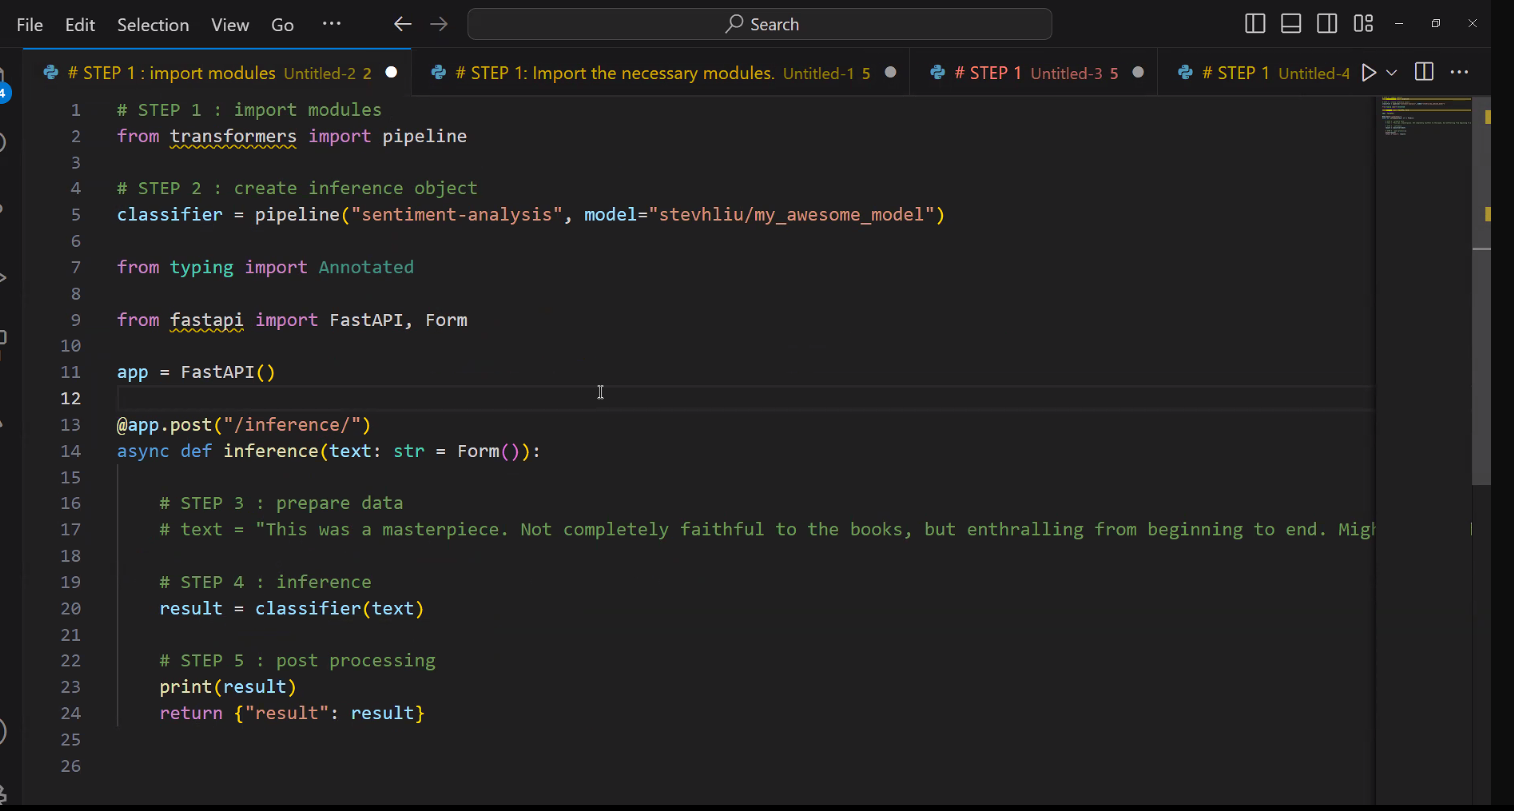 File Edit Selection View Go ··· Search
# STEP 1 : import modules Untitled-2 2 # STEP 1: Import the necessary modules. Untitled-1 5 # STEP 1 Untitled-3 5 # STEP 1 Untitled-4
4
1 # STEP 1 : import modules
2 from transformers import pipeline
3
4 # STEP 2 : create inference object
5 classifier = pipeline("sentiment-analysis", model="stevhliu/my_awesome_model")
6
7 from typing import Annotated
8
9 from fastapi import FastAPI, Form
10
11 app = FastAPI()
12
13 @app.post("/inference/")
14 async def inference(text: str = Form()):
15
16 # STEP 3 : prepare data
17 # text = "This was a masterpiece. Not completely faithful to the books, but enthralling from beginning to end. Migh
18
19 # STEP 4 : inference
20 result = classifier(text)
21
22 # STEP 5 : post processing
23 print(result)
24 return {"result": result}
25
26